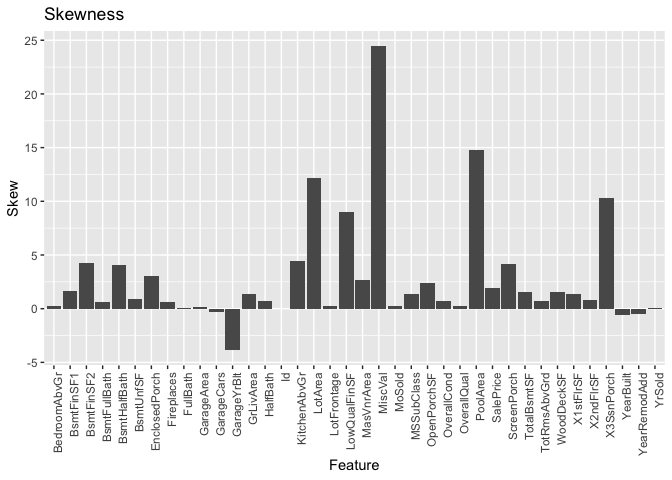 Skewness
25
20
15
10
5
0
-5
Skew
BedroomAbvGr
BsmtFinSF1
BsmtFinSF2
BsmtFullBath
BsmtHalfBath
BsmtUnfSF
EnclosedPorch
Fireplaces
FullBath
GarageArea
GarageCars
GarageYrBlt
GrLivArea
HalfBath
Id
KitchenAbvGr
LotArea
LotFrontage
LowQualFinSF
MasVnrArea
MiscVal
MoSold
MSSubClass
OpenPorchSF
OverallCond
OverallQual
PoolArea
SalePrice
ScreenPorch
TotalBsmtSF
TotRmsAbvGrd
WoodDeckSF
X1stFlrSF
X2ndFlrSF
X3SsnPorch
YearBuilt
YearRemodAdd
YrSold
Feature